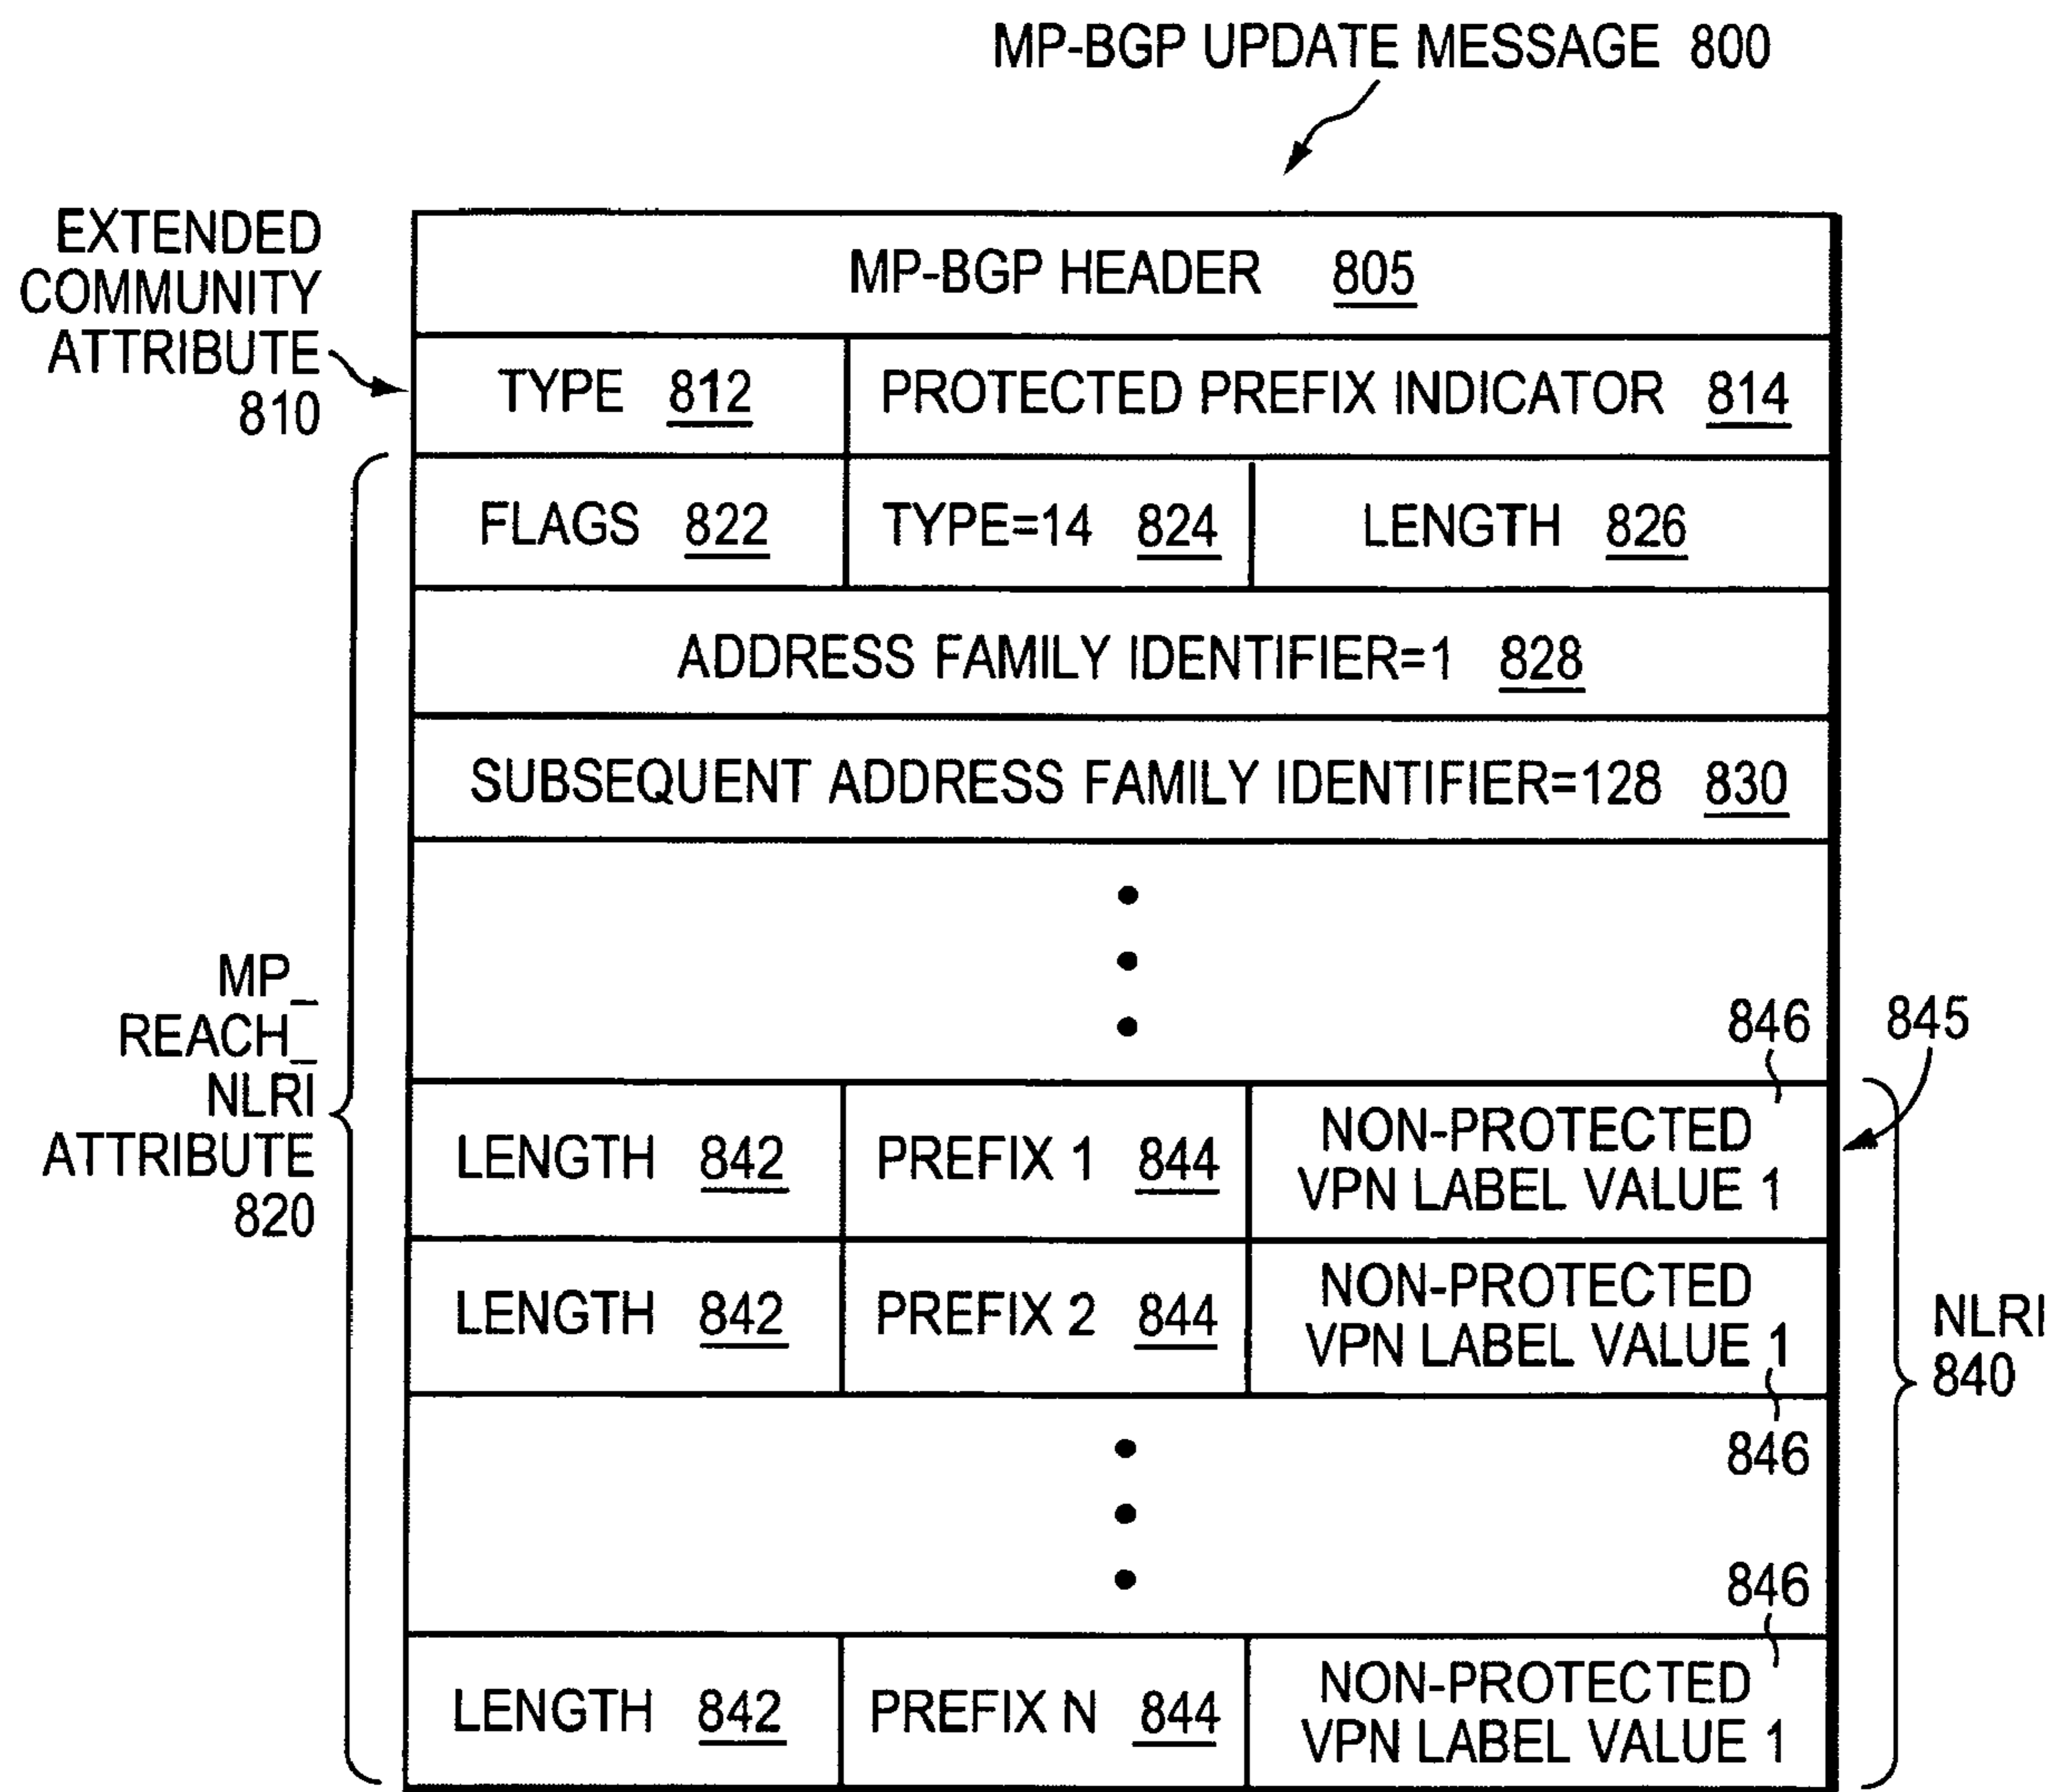 MP-BGP UPDATE MESSAGE 800
EXTENDED
COMMUNITY
ATTRIBUTE
810
MP-BGP HEADER 805
TYPE 812
PROTECTED PREFIX INDICATOR 814
FLAGS 822
TYPE=14 824
LENGTH 826
ADDRESS FAMILY IDENTIFIER=1 828
SUBSEQUENT ADDRESS FAMILY IDENTIFIER=128 830
MP_
REACH_
NLRI
ATTRIBUTE
820
846
845
LENGTH 842
PREFIX 1 844
NON-PROTECTED
VPN LABEL VALUE 1
LENGTH 842
PREFIX 2 844
NON-PROTECTED
VPN LABEL VALUE 1
846
NLRI
840
846
LENGTH 842
PREFIX N 844
NON-PROTECTED
VPN LABEL VALUE 1